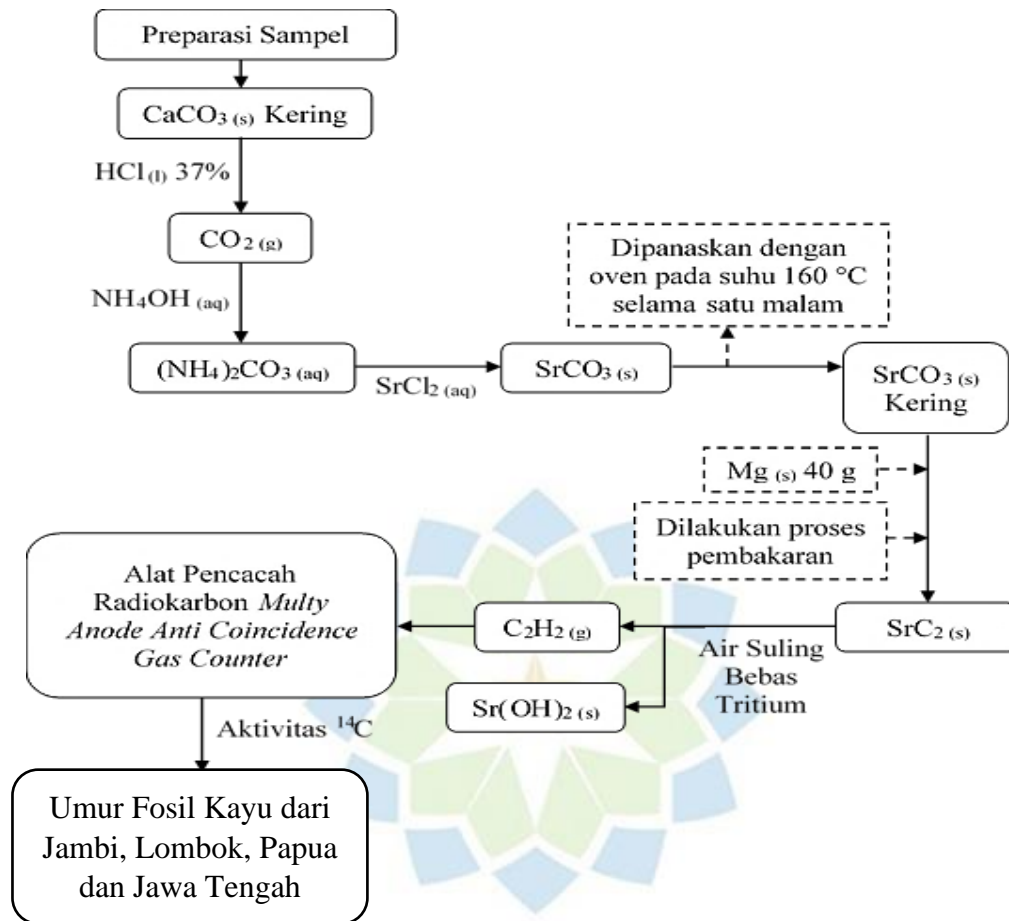 Preparasi Sampel
CaCO₃ (s) Kering
HCl (l) 37%
CO₂ (g)
NH₄OH (aq)
(NH₄)₂CO₃ (aq)
SrCl₂ (aq)
SrCO₃ (s)
Dipanaskan dengan
oven pada suhu 160 °C
selama satu malam
SrCO₃ (s)
Kering
Mg (s) 40 g
Dilakukan proses
pembakaran
SrC₂ (s)
Air Suling
Bebas
Tritium
C₂H₂ (g)
Sr(OH)₂ (s)
Alat Pencacah
Radiokarbon Multy
Anode Anti Coincidence
Gas Counter
Aktivitas ¹⁴C
Umur Fosil Kayu dari
Jambi, Lombok, Papua
dan Jawa Tengah